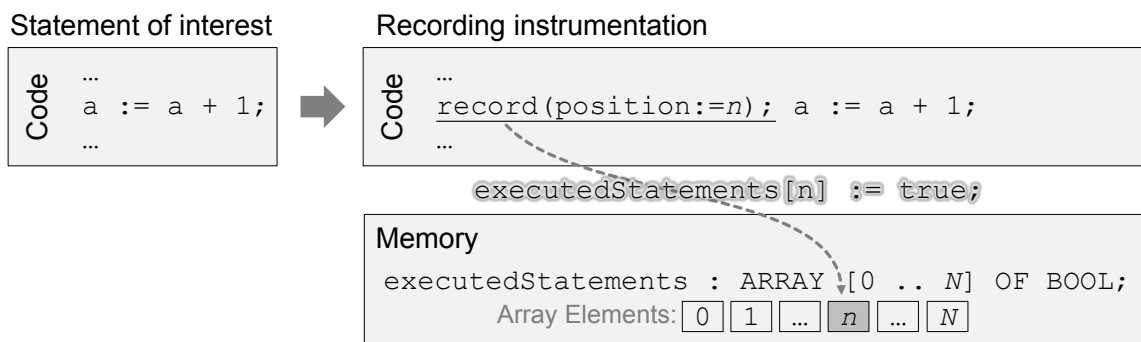 Statement of interest
Recording instrumentation
Code
…
a := a + 1;
…
Code
…
record(position:=n); a := a + 1;
…
executedStatements[n] := true;
Memory
executedStatements : ARRAY [0 .. N] OF BOOL;
Array Elements: 0 1 … n … N